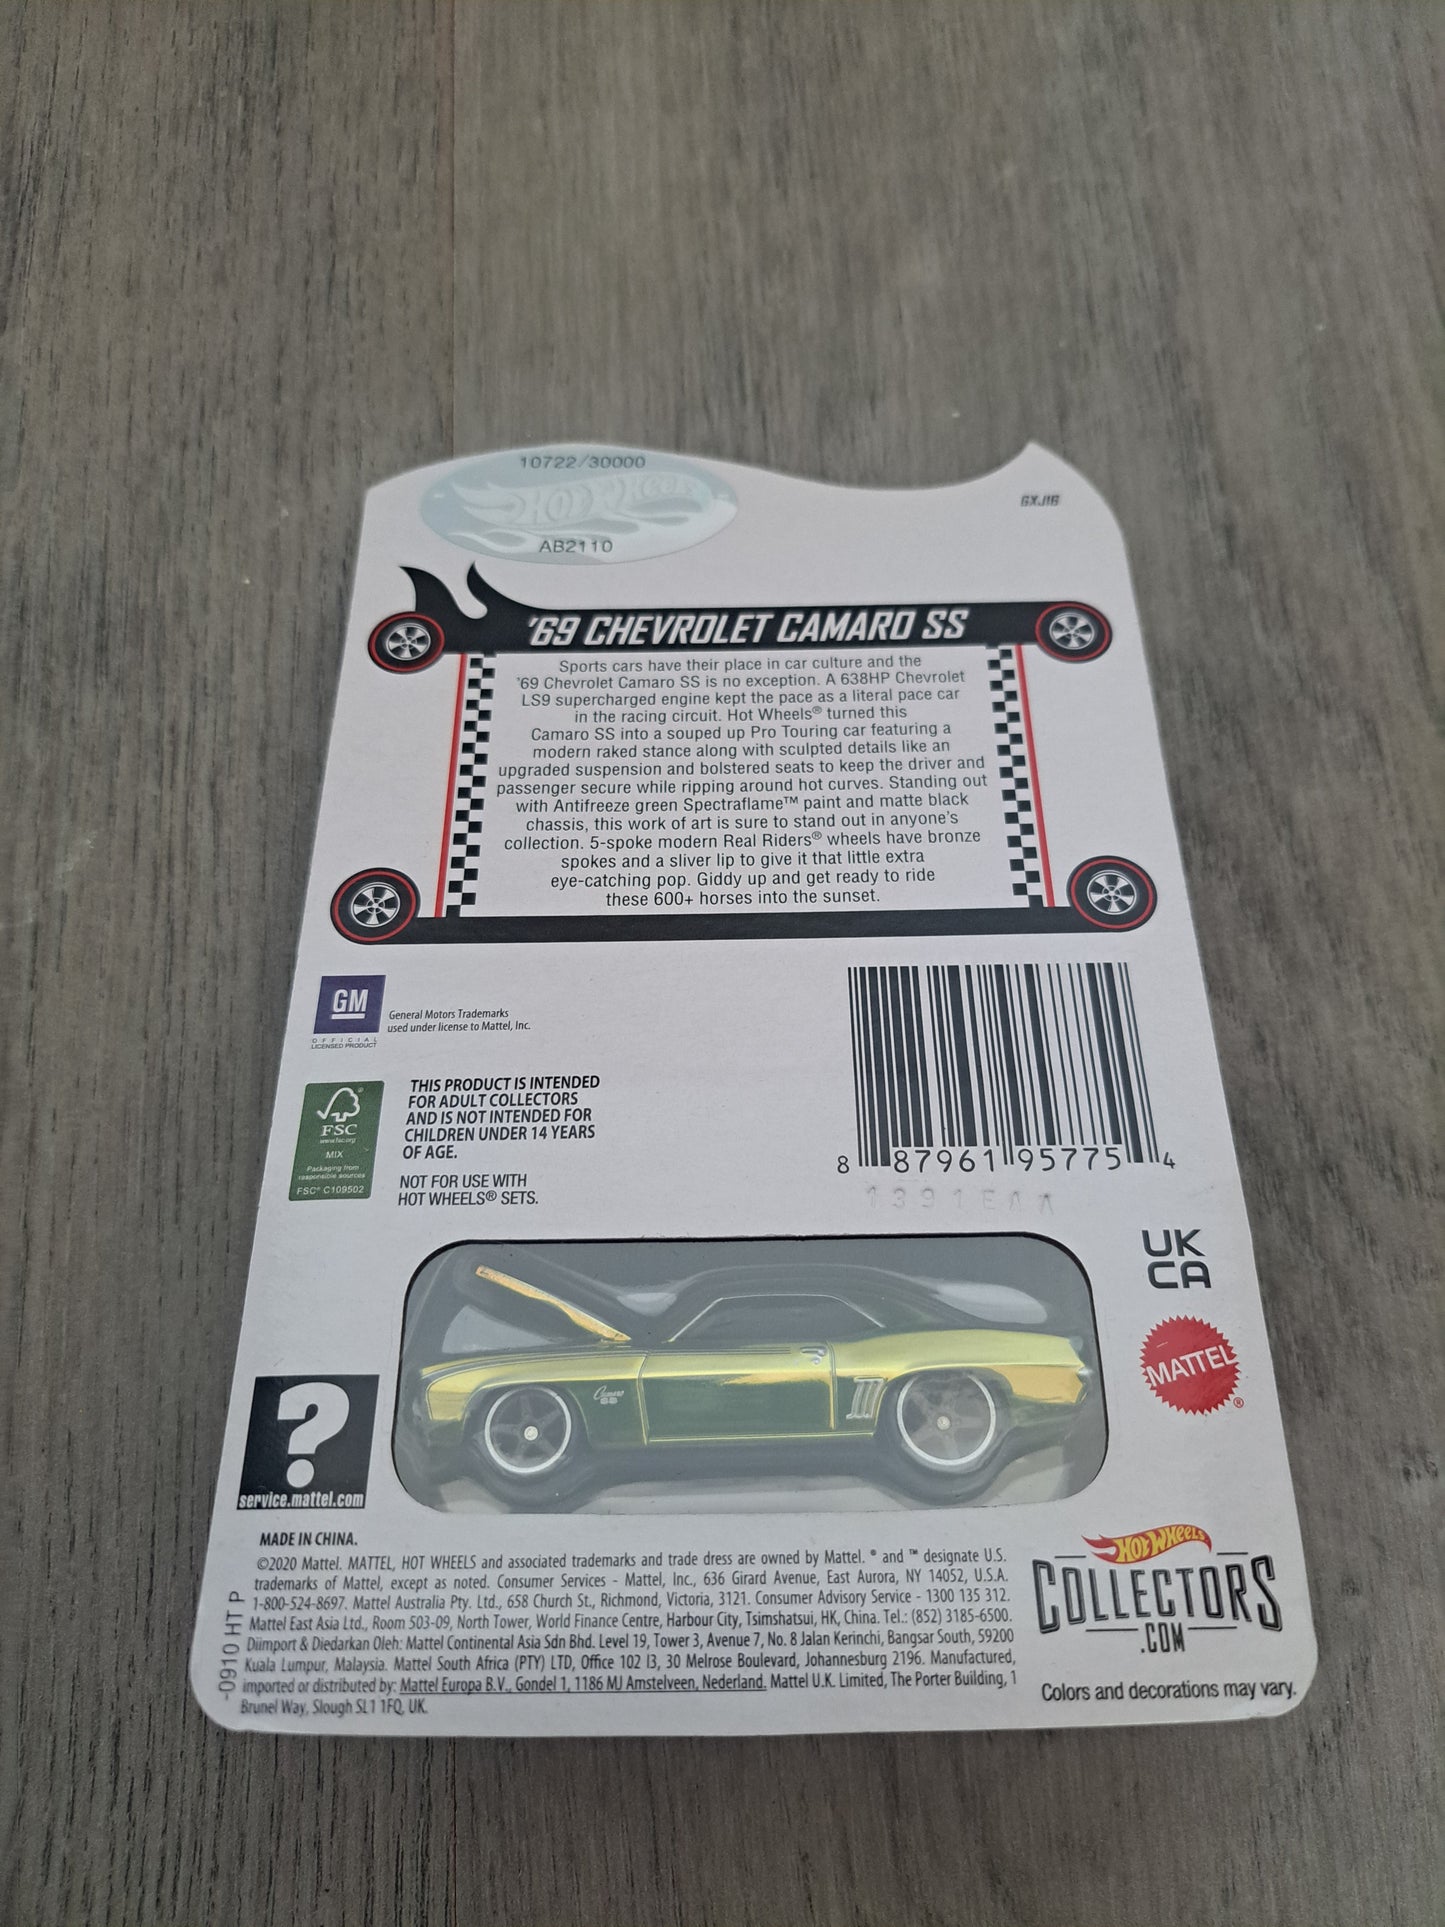 10722/30000
Hot Wheels
AB2110
GXJ16
'69 CHEVROLET CAMARO SS
Sports cars have their place in car culture and the
'69 Chevrolet Camaro SS is no exception. A 638HP Chevrolet
LS9 supercharged engine kept the pace as a literal pace car
in the racing circuit. Hot Wheels® turned this
Camaro SS into a souped up Pro Touring car featuring a
modern raked stance along with sculpted details like an
upgraded suspension and bolstered seats to keep the driver and
passenger secure while ripping around hot curves. Standing out
with Antifreeze green Spectraflame™ paint and matte black
chassis, this work of art is sure to stand out in anyone's
collection. 5-spoke modern Real Riders® wheels have bronze
spokes and a sliver lip to give it that little extra
eye-catching pop. Giddy up and get ready to ride
these 600+ horses into the sunset.
GM
OFFICIAL
LICENSED PRODUCT
General Motors Trademarks
used under license to Mattel, Inc.
FSC
www.fsc.org
MIX
Packaging from
responsible sources
FSC® C109502
THIS PRODUCT IS INTENDED
FOR ADULT COLLECTORS
AND IS NOT INTENDED FOR
CHILDREN UNDER 14 YEARS
OF AGE.
NOT FOR USE WITH
HOT WHEELS® SETS.
8 87961 95775 4
1391E
UK
CA
MATTEL®
Camaro
SS
?
service.mattel.com
MADE IN CHINA.
©2020 Mattel. MATTEL, HOT WHEELS and associated trademarks and trade dress are owned by Mattel. ® and ™ designate U.S.
trademarks of Mattel, except as noted. Consumer Services - Mattel, Inc., 636 Girard Avenue, East Aurora, NY 14052, U.S.A.
1-800-524-8697. Mattel Australia Pty. Ltd., 658 Church St., Richmond, Victoria, 3121. Consumer Advisory Service - 1300 135 312.
Mattel East Asia Ltd., Room 503-09, North Tower, World Finance Centre, Harbour City, Tsimshatsui, HK, China. Tel.: (852) 3185-6500.
Diimport & Diedarkan Oleh: Mattel Continental Asia Sdn Bhd. Level 19, Tower 3, Avenue 7, No. 8 Jalan Kerinchi, Bangsar South, 59200
Kuala Lumpur, Malaysia. Mattel South Africa (PTY) LTD, Office 102 I3, 30 Melrose Boulevard, Johannesburg 2196. Manufactured,
imported or distributed by: Mattel Europa B.V., Gondel 1, 1186 MJ Amstelveen, Nederland. Mattel U.K. Limited, The Porter Building, 1
Brunel Way, Slough SL1 1FQ, UK.
-0910 HT P
Hot Wheels
COLLECTORS
.COM
Colors and decorations may vary.